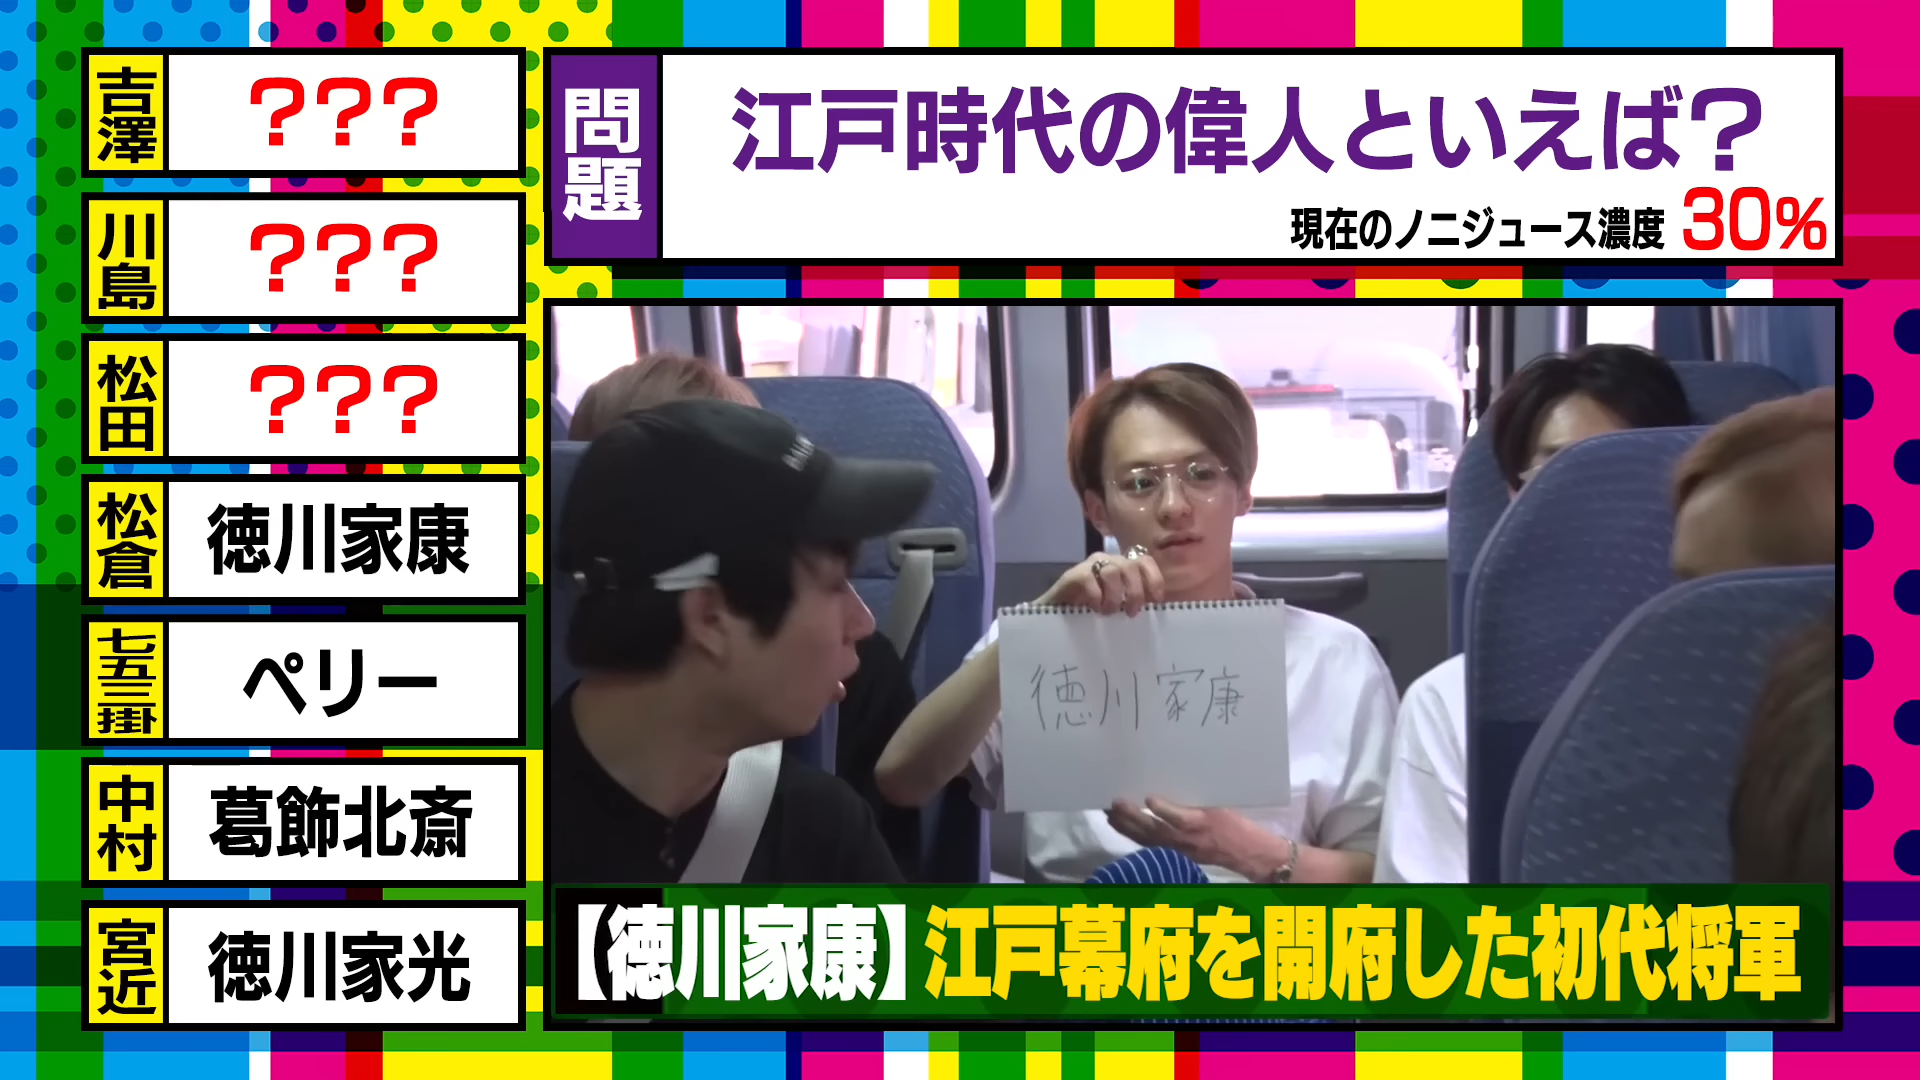 吉澤
???
川島
???
松田
???
松倉
徳川家康
七五三掛
ペリー
中村
葛飾北斎
宮近
徳川家光
問題
江戸時代の偉人といえば?
現在のノニジュース濃度 30%
徳川家康
【徳川家康】江戸幕府を開府した初代将軍